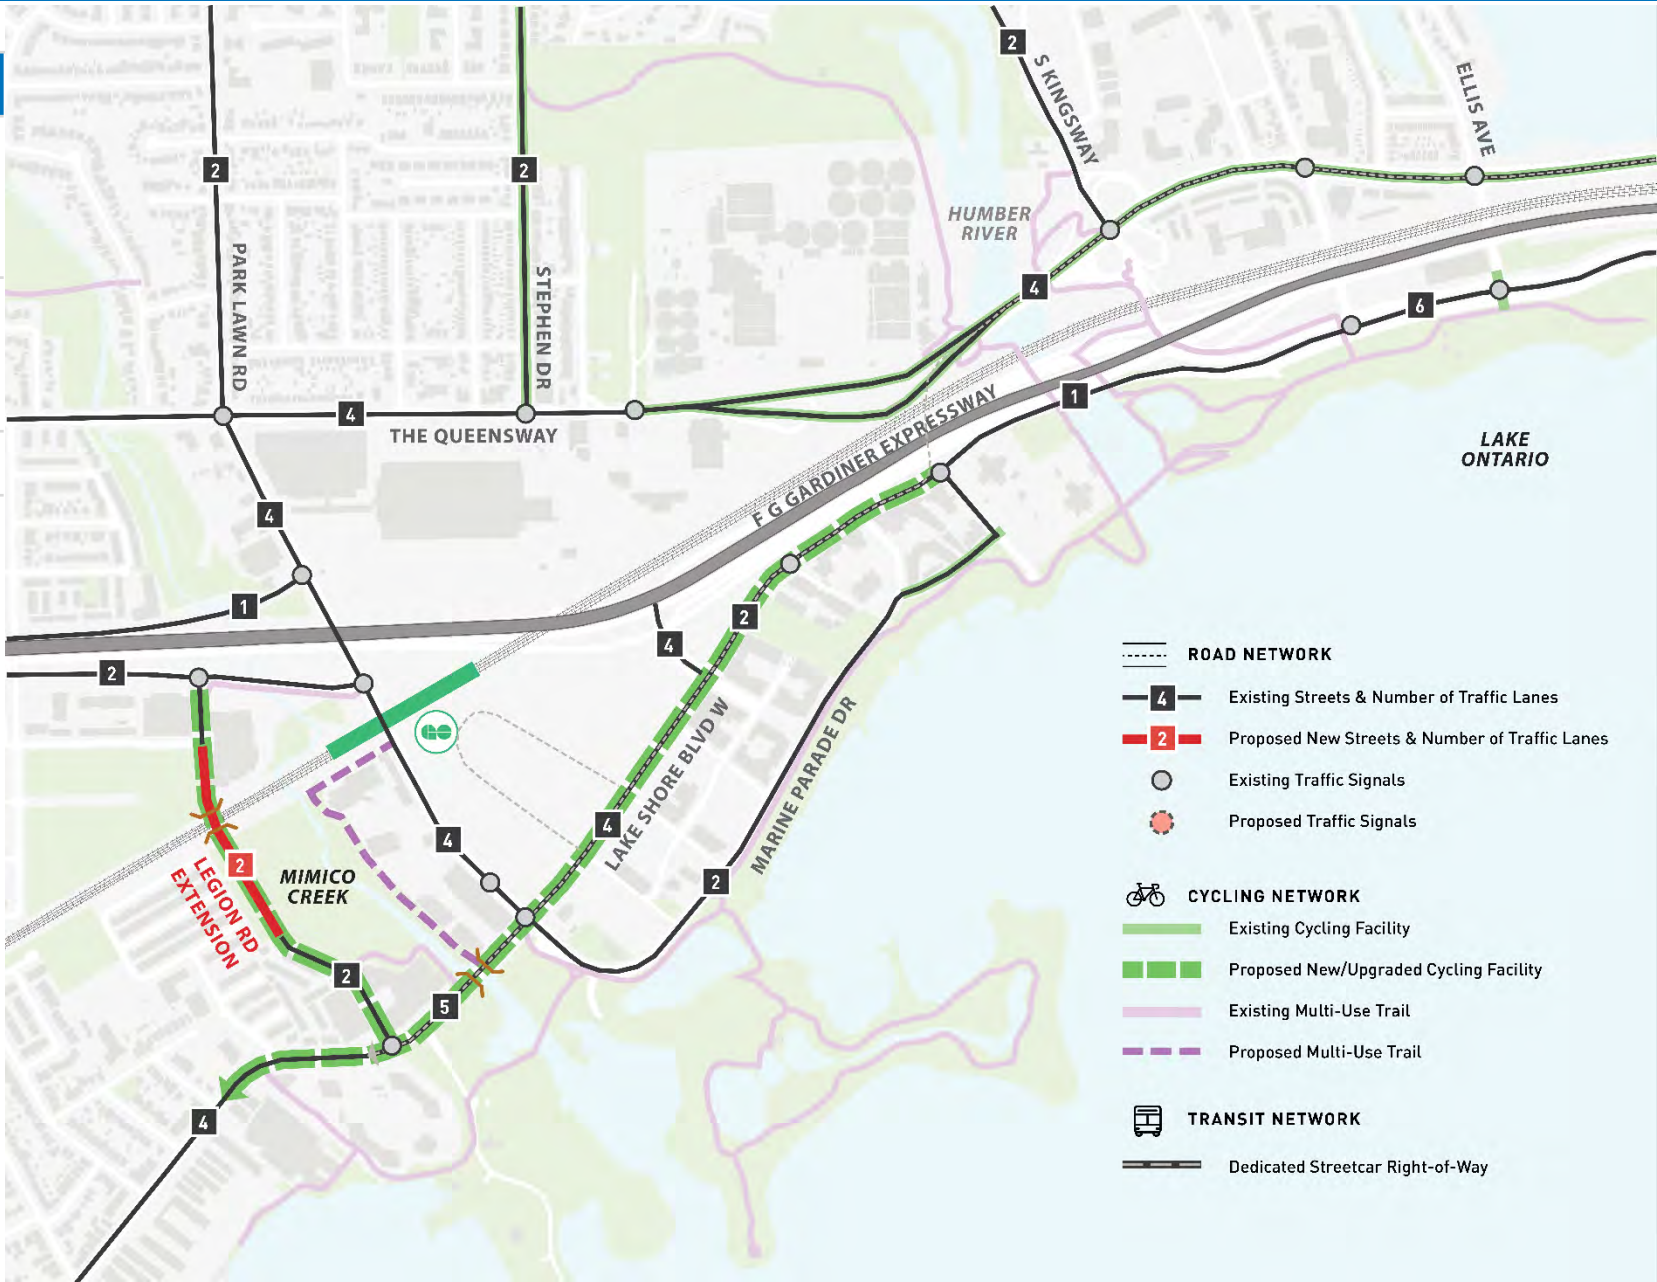 2
S KINGSWAY
ELLIS AVE
2
2
HUMBER
RIVER
PARK LAWN RD
STEPHEN DR
4
6
4
THE QUEENSWAY
F G GARDINER EXPRESSWAY
1
LAKE
ONTARIO
4
1
2
4
2
LAKE SHORE BLVD W
MARINE PARADE DR
4
4
2
LEGION RD
EXTENSION
MIMICO
CREEK
2
2
5
4
ROAD NETWORK
4 Existing Streets & Number of Traffic Lanes
2 Proposed New Streets & Number of Traffic Lanes
Existing Traffic Signals
Proposed Traffic Signals
CYCLING NETWORK
Existing Cycling Facility
Proposed New/Upgraded Cycling Facility
Existing Multi-Use Trail
Proposed Multi-Use Trail
TRANSIT NETWORK
Dedicated Streetcar Right-of-Way